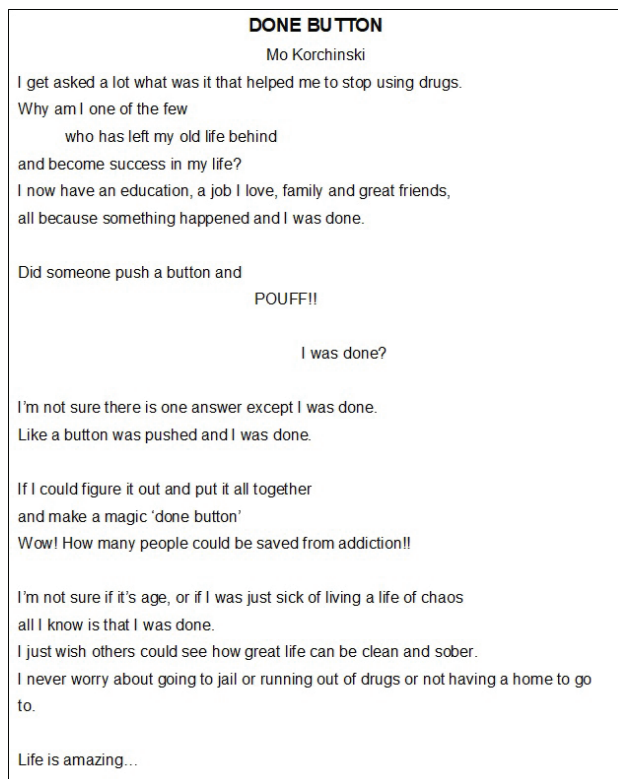 DONE BUTTON
Mo Korchinski
I get asked a lot what was it that helped me to stop using drugs.
Why am I one of the few
who has left my old life behind
and become success in my life?
I now have an education, a job I love, family and great friends,
all because something happened and I was done.
Did someone push a button and
POUFF!!
I was done?
I'm not sure there is one answer except I was done.
Like a button was pushed and I was done.
If I could figure it out and put it all together
and make a magic ‘done button’
Wow! How many people could be saved from addiction!!
I'm not sure if it's age, or if I was just sick of living a life of chaos
all I know is that I was done.
I just wish others could see how great life can be clean and sober.
I never worry about going to jail or running out of drugs or not having a home to go
to.
Life is amazing…